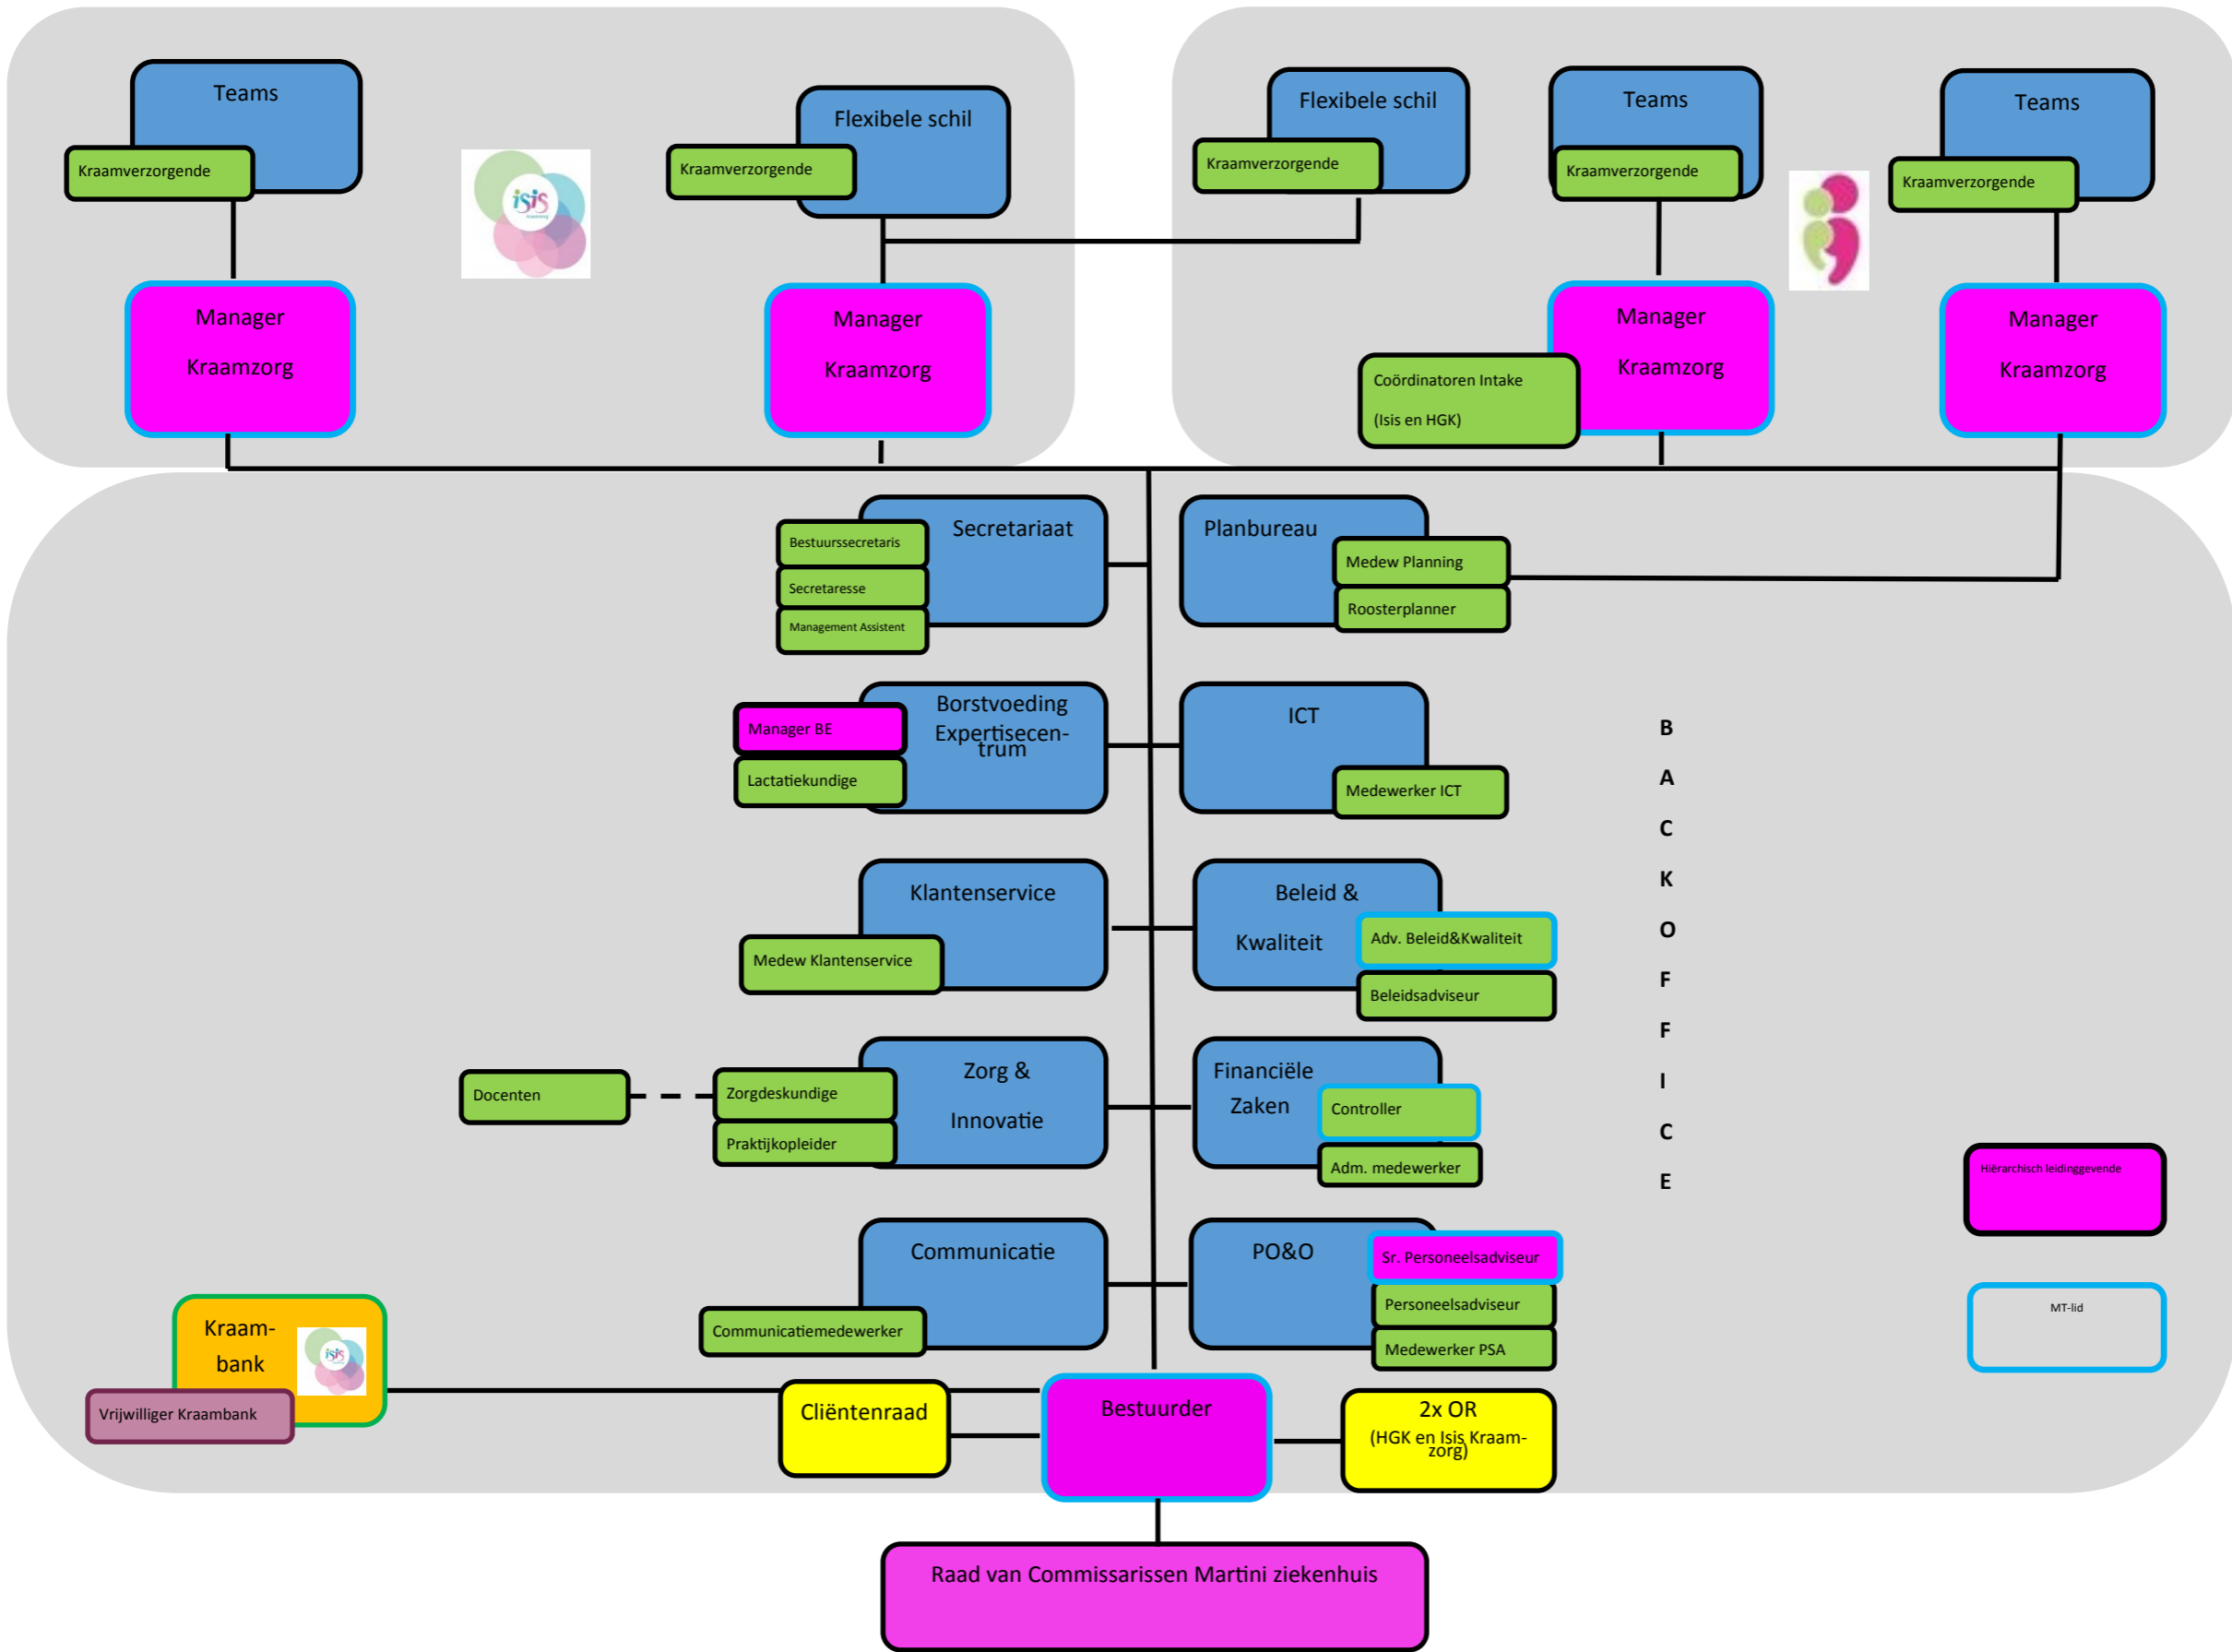 Teams
Kraamverzorgende
Flexibele schil
Kraamverzorgende
Flexibele schil
Kraamverzorgende
Teams
Kraamverzorgende
Teams
Kraamverzorgende
isis
Manager
Kraamzorg
Manager
Kraamzorg
Manager
Kraamzorg
Coördinatoren Intake
(Isis en HGK)
Manager
Kraamzorg
Secretariaat
Bestuurssecretaris
Secretaresse
Management Assistent
Planbureau
Medew Planning
Roosterplanner
Borstvoeding
Expertisecen-
trum
Manager BE
Lactatiekundige
ICT
Medewerker ICT
Klantenservice
Medew Klantenservice
Beleid &
Kwaliteit
Adv. Beleid&Kwaliteit
Beleidsadviseur
Zorg &
Innovatie
Docenten
Zorgdeskundige
Praktijkopleider
Financiële
Zaken
Controller
Adm. medewerker
Communicatie
Communicatiemedewerker
PO&O
Sr. Personeelsadviseur
Personeelsadviseur
Medewerker PSA
B
A
C
K
O
F
F
I
C
E
Hiërarchisch leidinggevende
MT-lid
Kraam-
bank
isis
Vrijwilliger Kraambank
Cliëntenraad
Bestuurder
2x OR
(HGK en Isis Kraam-
zorg)
Raad van Commissarissen Martini ziekenhuis